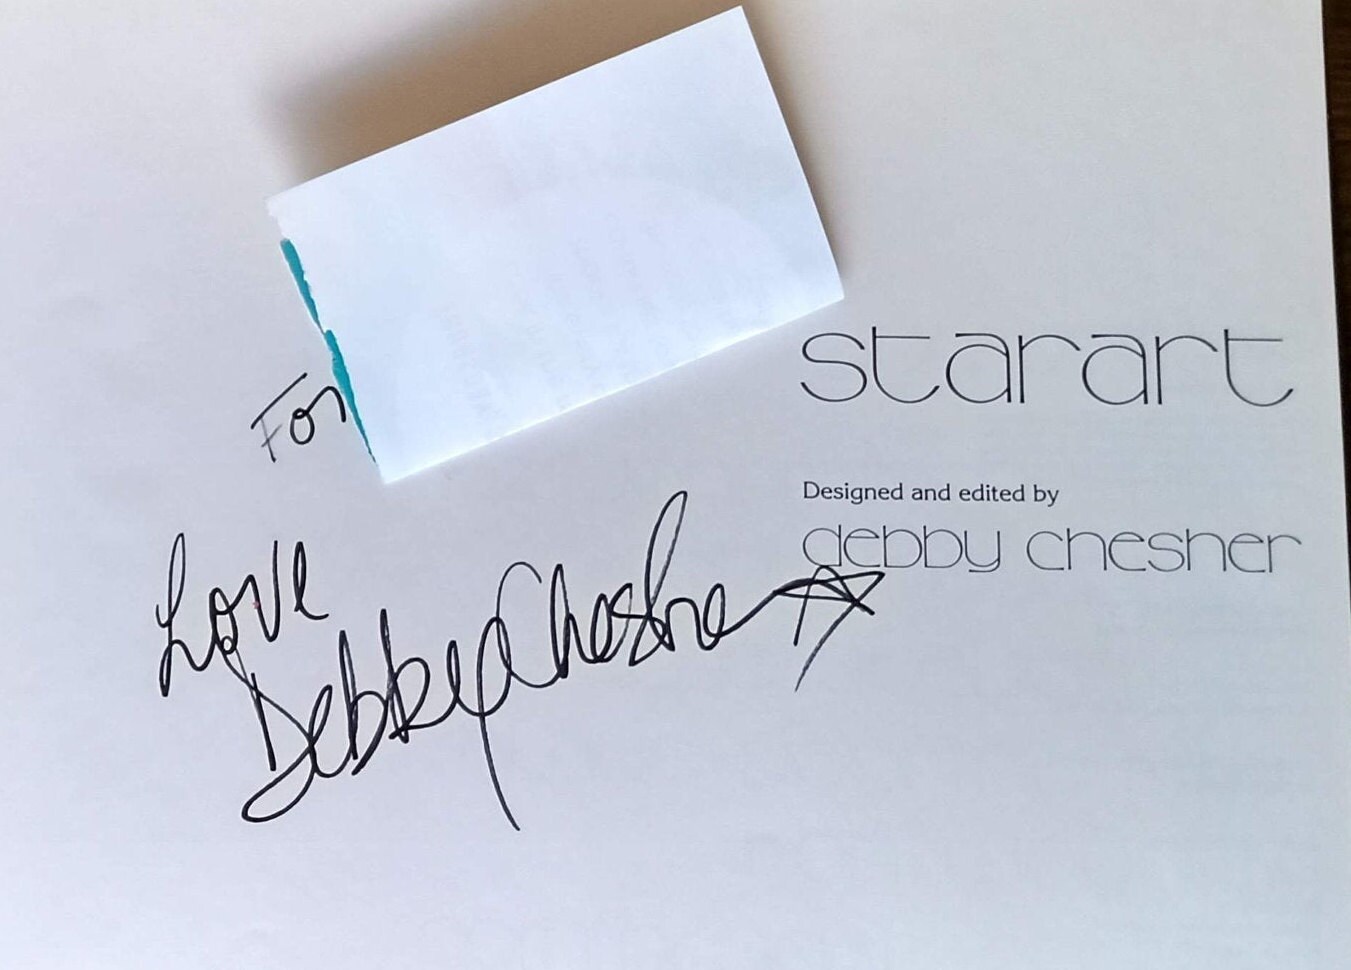 For
starart
Designed and edited by
debby chesher
Love
Debby Chesher